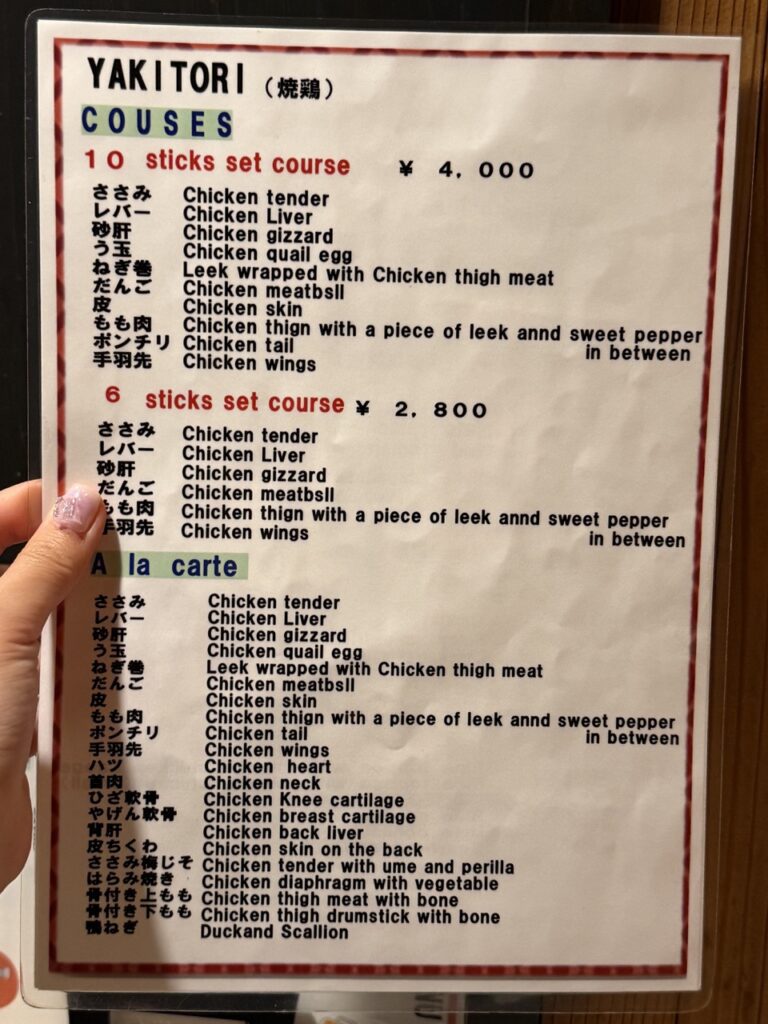 YAKITORI (焼鶏)
COUSES
10 sticks set course ¥ 4,000
ささみ Chicken tender
レバー Chicken Liver
砂肝 Chicken gizzard
う玉 Chicken quail egg
ねぎ巻 Leek wrapped with Chicken thigh meat
だんご Chicken meatbsll
皮 Chicken skin
もも肉 Chicken thign with a piece of leek annd sweet pepper
in between
ボンチリ Chicken tail
手羽先 Chicken wings
6 sticks set course ¥ 2,800
ささみ Chicken tender
レバー Chicken Liver
砂肝 Chicken gizzard
だんご Chicken meatbsll
もも肉 Chicken thign with a piece of leek annd sweet pepper
in between
手羽先 Chicken wings
A la carte
ささみ Chicken tender
レバー Chicken Liver
砂肝 Chicken gizzard
う玉 Chicken quail egg
ねぎ巻 Leek wrapped with Chicken thigh meat
だんご Chicken meatbsll
皮 Chicken skin
もも肉 Chicken thign with a piece of leek annd sweet pepper
in between
ボンチリ Chicken tail
手羽先 Chicken wings
ハツ Chicken heart
首肉 Chicken neck
ひざ軟骨 Chicken Knee cartilage
やげん軟骨 Chicken breast cartilage
背肝 Chicken back liver
皮ちくわ Chicken skin on the back
ささみ梅じそ Chicken tender with ume and perilla
はらみ焼き Chicken diaphragm with vegetable
骨付き上もも Chicken thigh meat with bone
骨付き下もも Chicken thigh drumstick with bone
鴨ねぎ Duckand Scallion